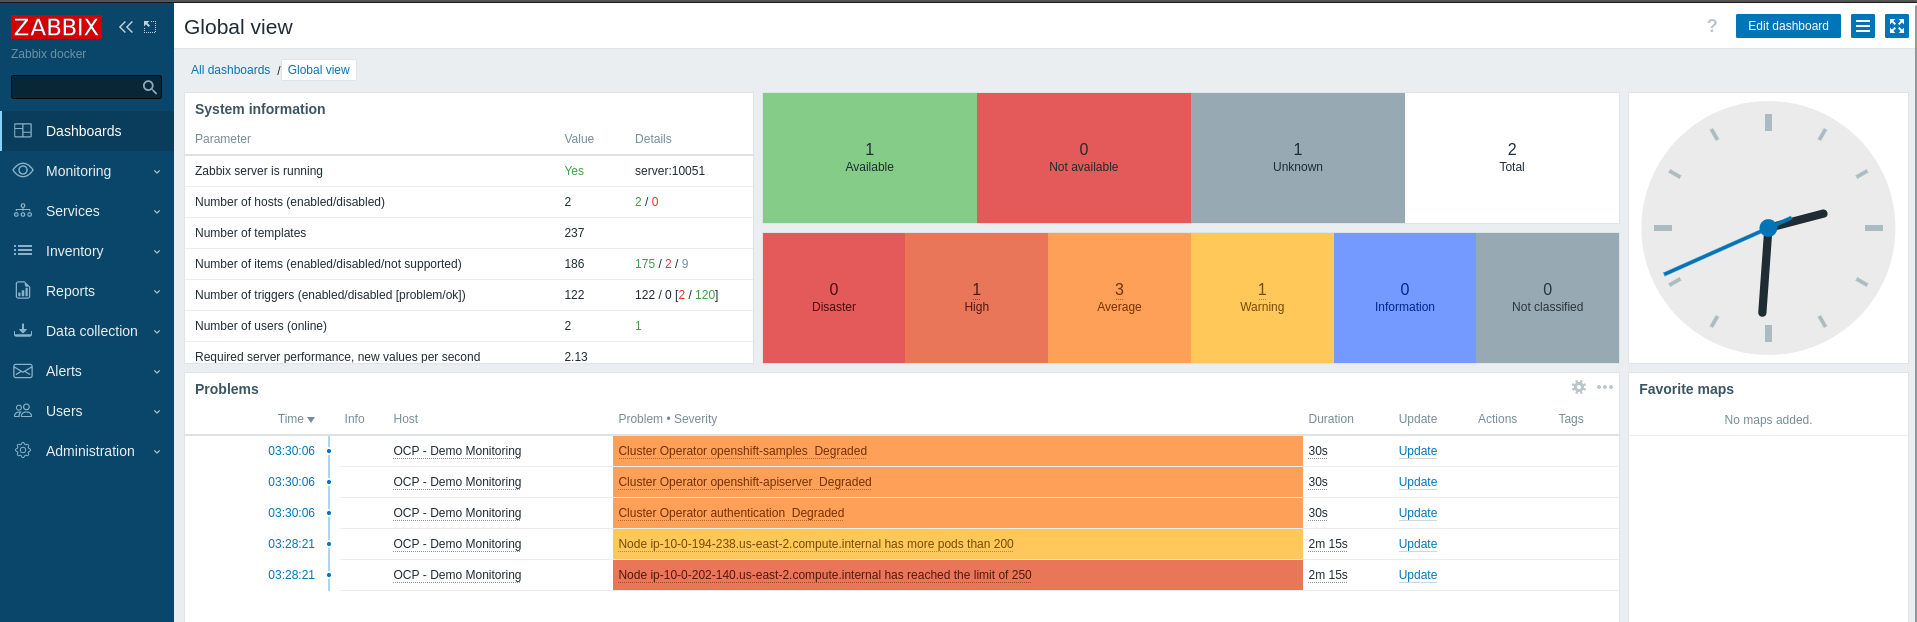 ZABBIX
Zabbix docker
Dashboards
Monitoring
Services
Inventory
Reports
Data collection
Alerts
Users
Administration
Global view
? Edit dashboard
All dashboards / Global view
System information
Parameter Value Details
Zabbix server is running Yes server:10051
Number of hosts (enabled/disabled) 2 2 / 0
Number of templates 237
Number of items (enabled/disabled/not supported) 186 175 / 2 / 9
Number of triggers (enabled/disabled [problem/ok]) 122 122 / 0 [2 / 120]
Number of users (online) 2 1
Required server performance, new values per second 2.13
1 0 1 2
Available Not available Unknown Total
0 1 3 1 0 0
Disaster High Average Warning Information Not classified
Problems
Time Info Host Problem • Severity Duration Update Actions Tags
03:30:06 OCP - Demo Monitoring Cluster Operator openshift-samples  Degraded 30s Update
03:30:06 OCP - Demo Monitoring Cluster Operator openshift-apiserver  Degraded 30s Update
03:30:06 OCP - Demo Monitoring Cluster Operator authentication  Degraded 30s Update
03:28:21 OCP - Demo Monitoring Node ip-10-0-194-238.us-east-2.compute.internal has more pods than 200 2m 15s Update
03:28:21 OCP - Demo Monitoring Node ip-10-0-202-140.us-east-2.compute.internal has reached the limit of 250 2m 15s Update
Favorite maps
No maps added.